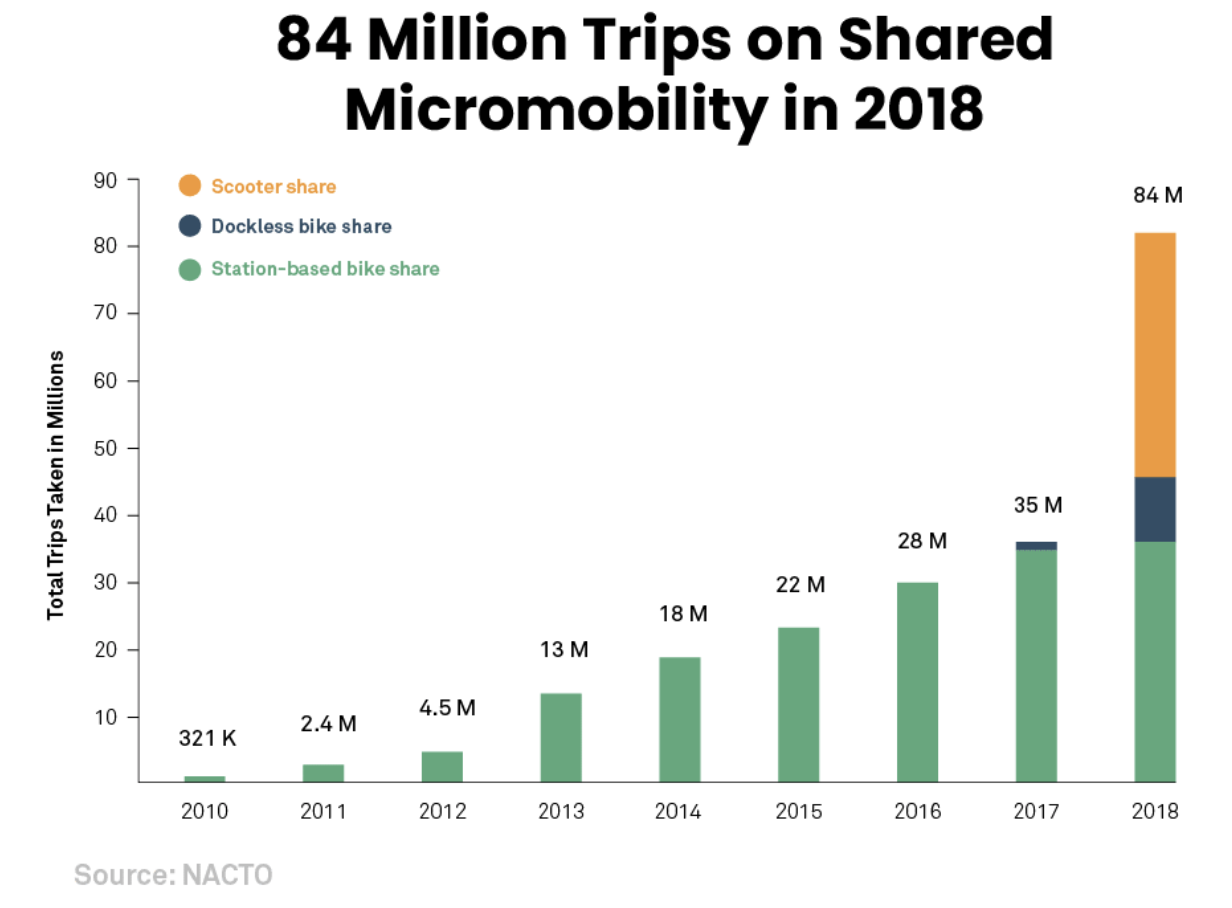 84 Million Trips on Shared
Micromobility in 2018
Scooter share
Dockless bike share
Station-based bike share
Total Trips Taken in Millions
90
80
70
60
50
40
30
20
10
321 K
2.4 M
4.5 M
13 M
18 M
22 M
28 M
35 M
84 M
2010
2011
2012
2013
2014
2015
2016
2017
2018
Source: NACTO